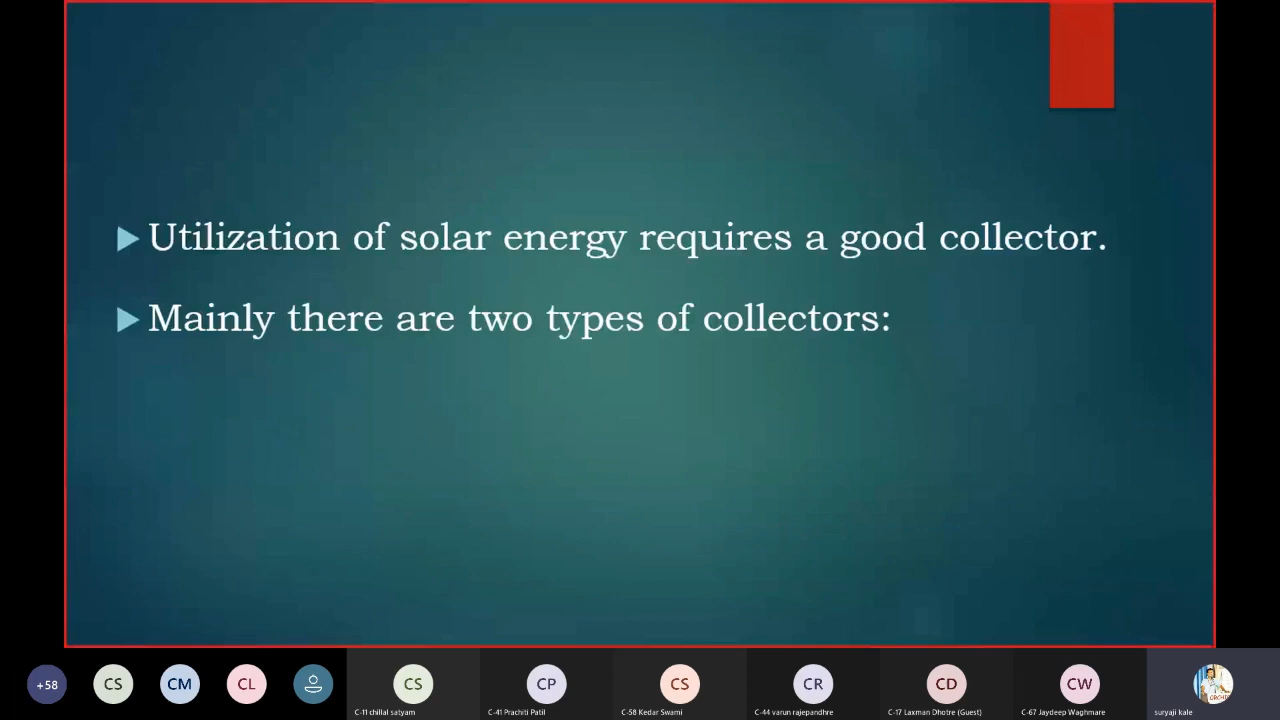 Utilization of solar energy requires a good collector.
Mainly there are two types of collectors:
+58
CS
CM
CL
CS
CP
CS
CR
CD
CW
C-11 chillal satyam
C-41 Prachiti Patil
C-58 Kedar Swami
C-44 varun rajepandhre
C-17 Laxman Dhotre (Guest)
C-67 Jaydeep Waghmare
suryaji kale